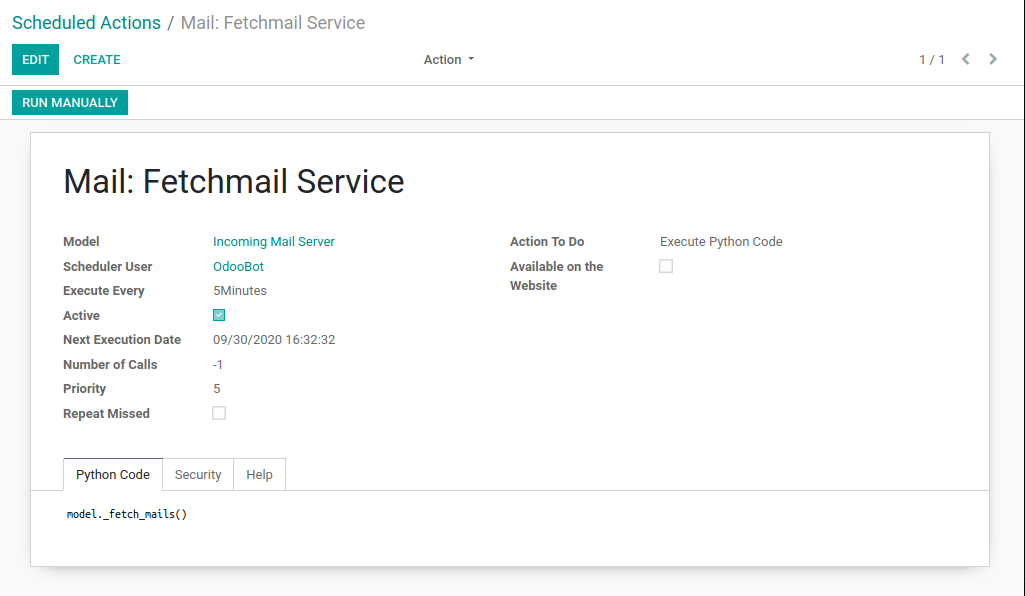 Scheduled Actions / Mail: Fetchmail Service
EDIT CREATE Action 1 / 1
RUN MANUALLY
Mail: Fetchmail Service
Model Incoming Mail Server
Scheduler User OdooBot
Execute Every 5Minutes
Active
Next Execution Date 09/30/2020 16:32:32
Number of Calls -1
Priority 5
Repeat Missed
Action To Do Execute Python Code
Available on the
Website
Python Code Security Help
model._fetch_mails()